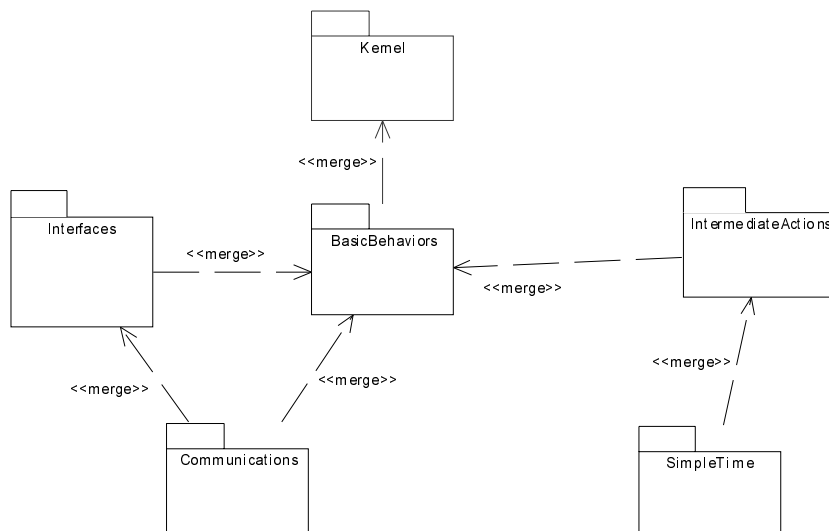 Kernel
<<merge>>
Interfaces
BasicBehaviors
IntermediateActions
<<merge>>
<<merge>>
<<merge>>
<<merge>>
<<merge>>
Communications
SimpleTime